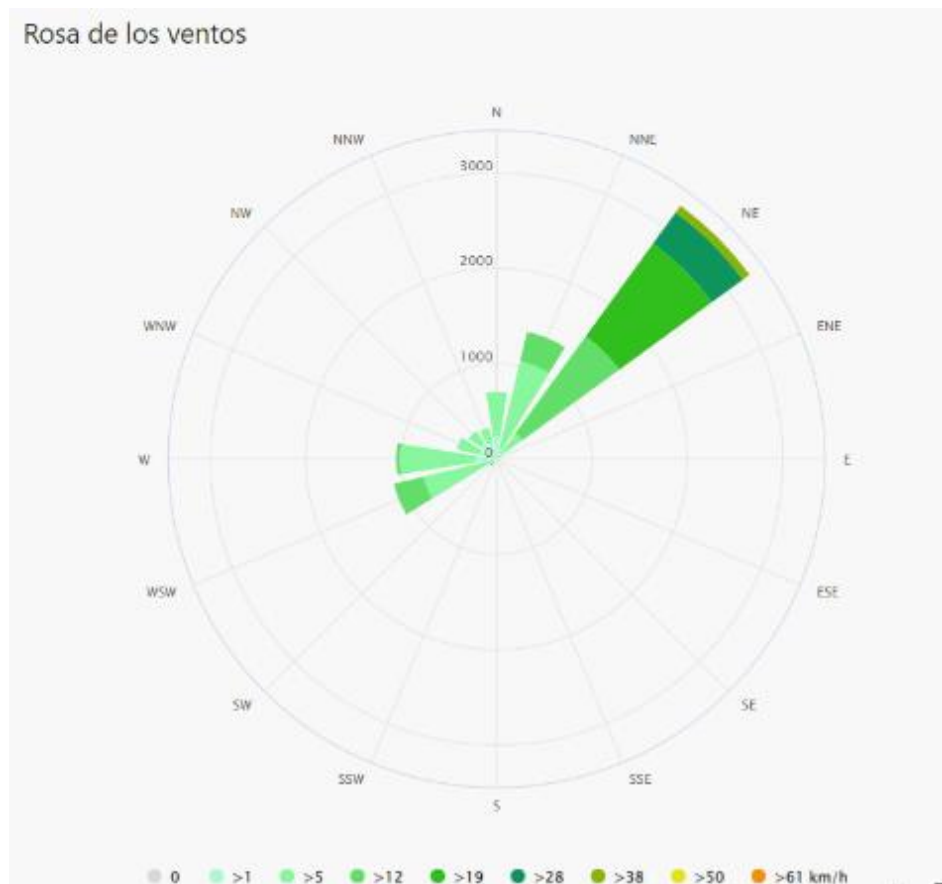 Rosa de los ventos
N
NNW
NNE
3000
NW
NE
2000
WNW
ENE
1000
0
W
E
WSW
ESE
SW
SE
SSW
SSE
S
0 >1 >5 >12 >19 >28 >38 >50 >61 km/h